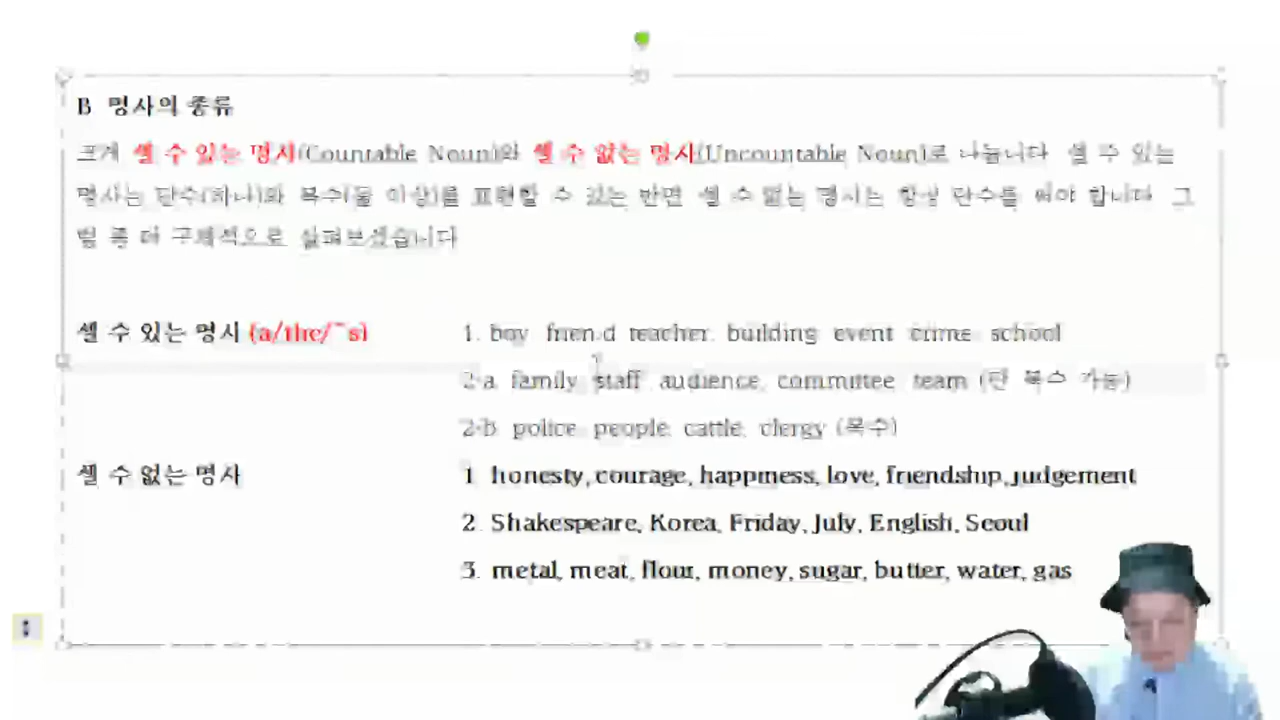 B 명사의 종류
크게 셀 수 있는 명사(Countable Noun)와 셀 수 없는 명사(Uncountable Noun)로 나눕니다 셀 수 있는
명사는 단수(하나)와 복수(둘 이상)를 표현할 수 있는 반면 셀 수 없는 명사는 항상 단수를 써야 합니다 그
럼 좀 더 구체적으로 살펴보겠습니다
셀 수 있는 명사 (a/the/~s) 1. boy friend teacher building event crime school
2-a family, staff, audience, committee team (단 복수 가능)
2-b police, people, cattle, clergy (복수)
셀 수 없는 명사 1 honesty, courage, happiness, love, friendship, judgement
2. Shakespeare, Korea, Friday, July, English, Seoul
3. metal, meat, flour, money, sugar, butter, water, gas